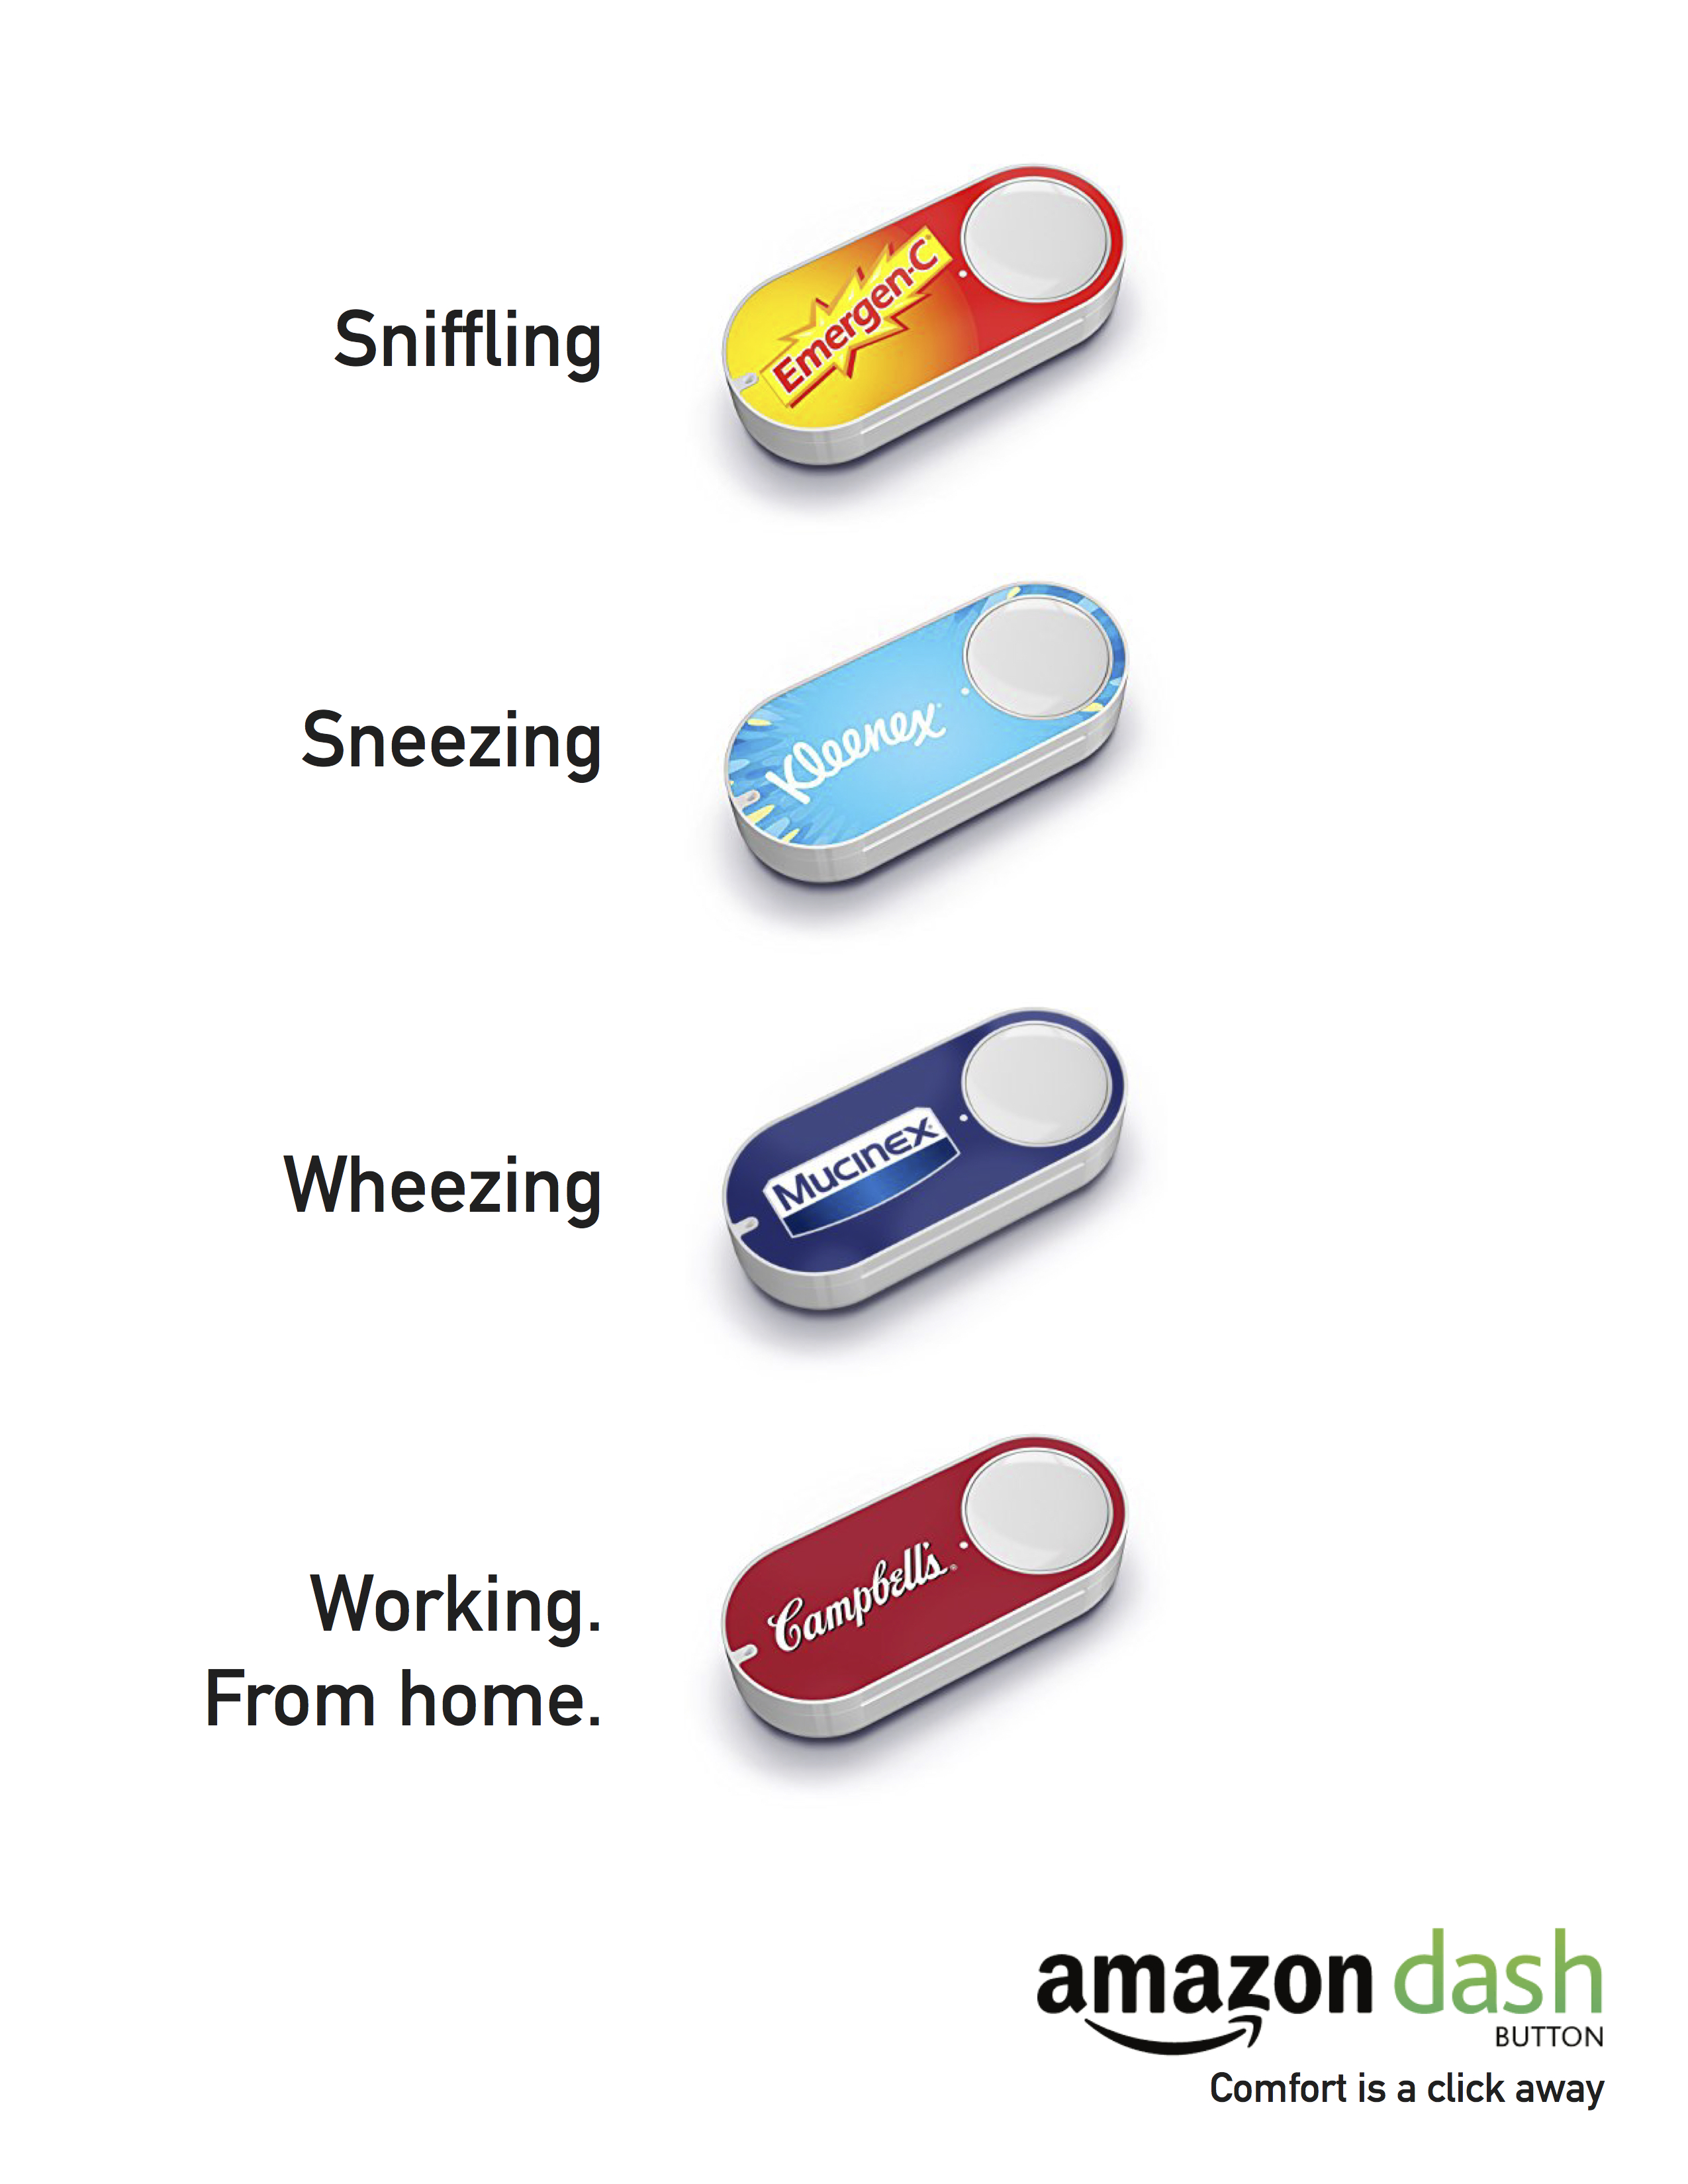 Sniffling
Emergen-C
Sneezing
Kleenex
Wheezing
Mucinex
Working.
From home.
Campbell's
amazon dash
BUTTON
Comfort is a click away